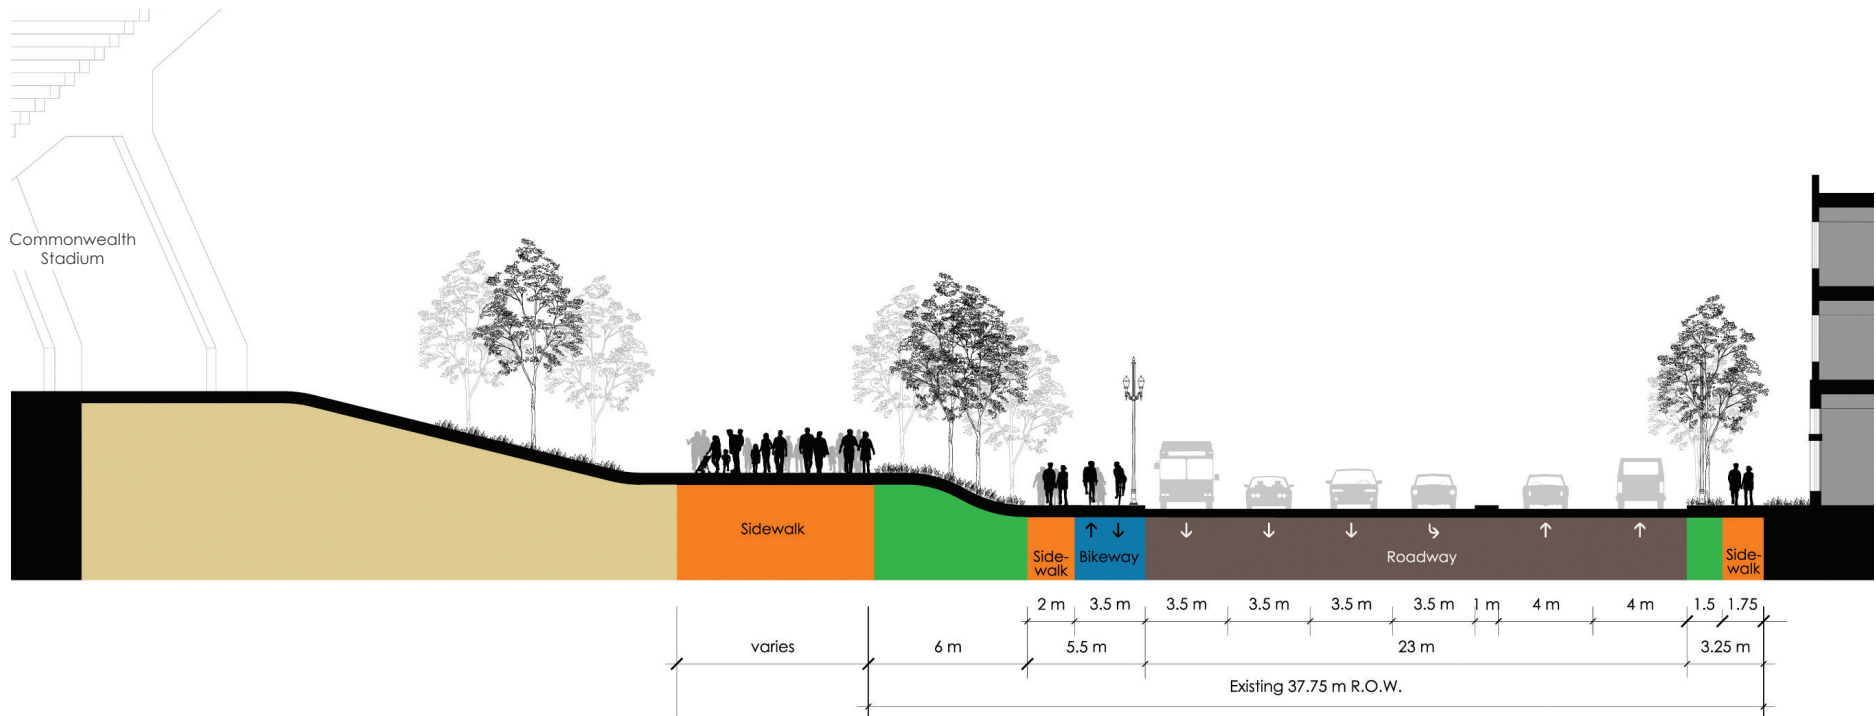 Commonwealth
Stadium
Sidewalk
Side-
walk
Bikeway
Roadway
Side-
walk
2 m
3.5 m
3.5 m
3.5 m
3.5 m
3.5 m
1 m
4 m
4 m
1.5
1.75
varies
6 m
5.5 m
23 m
3.25 m
Existing 37.75 m R.O.W.